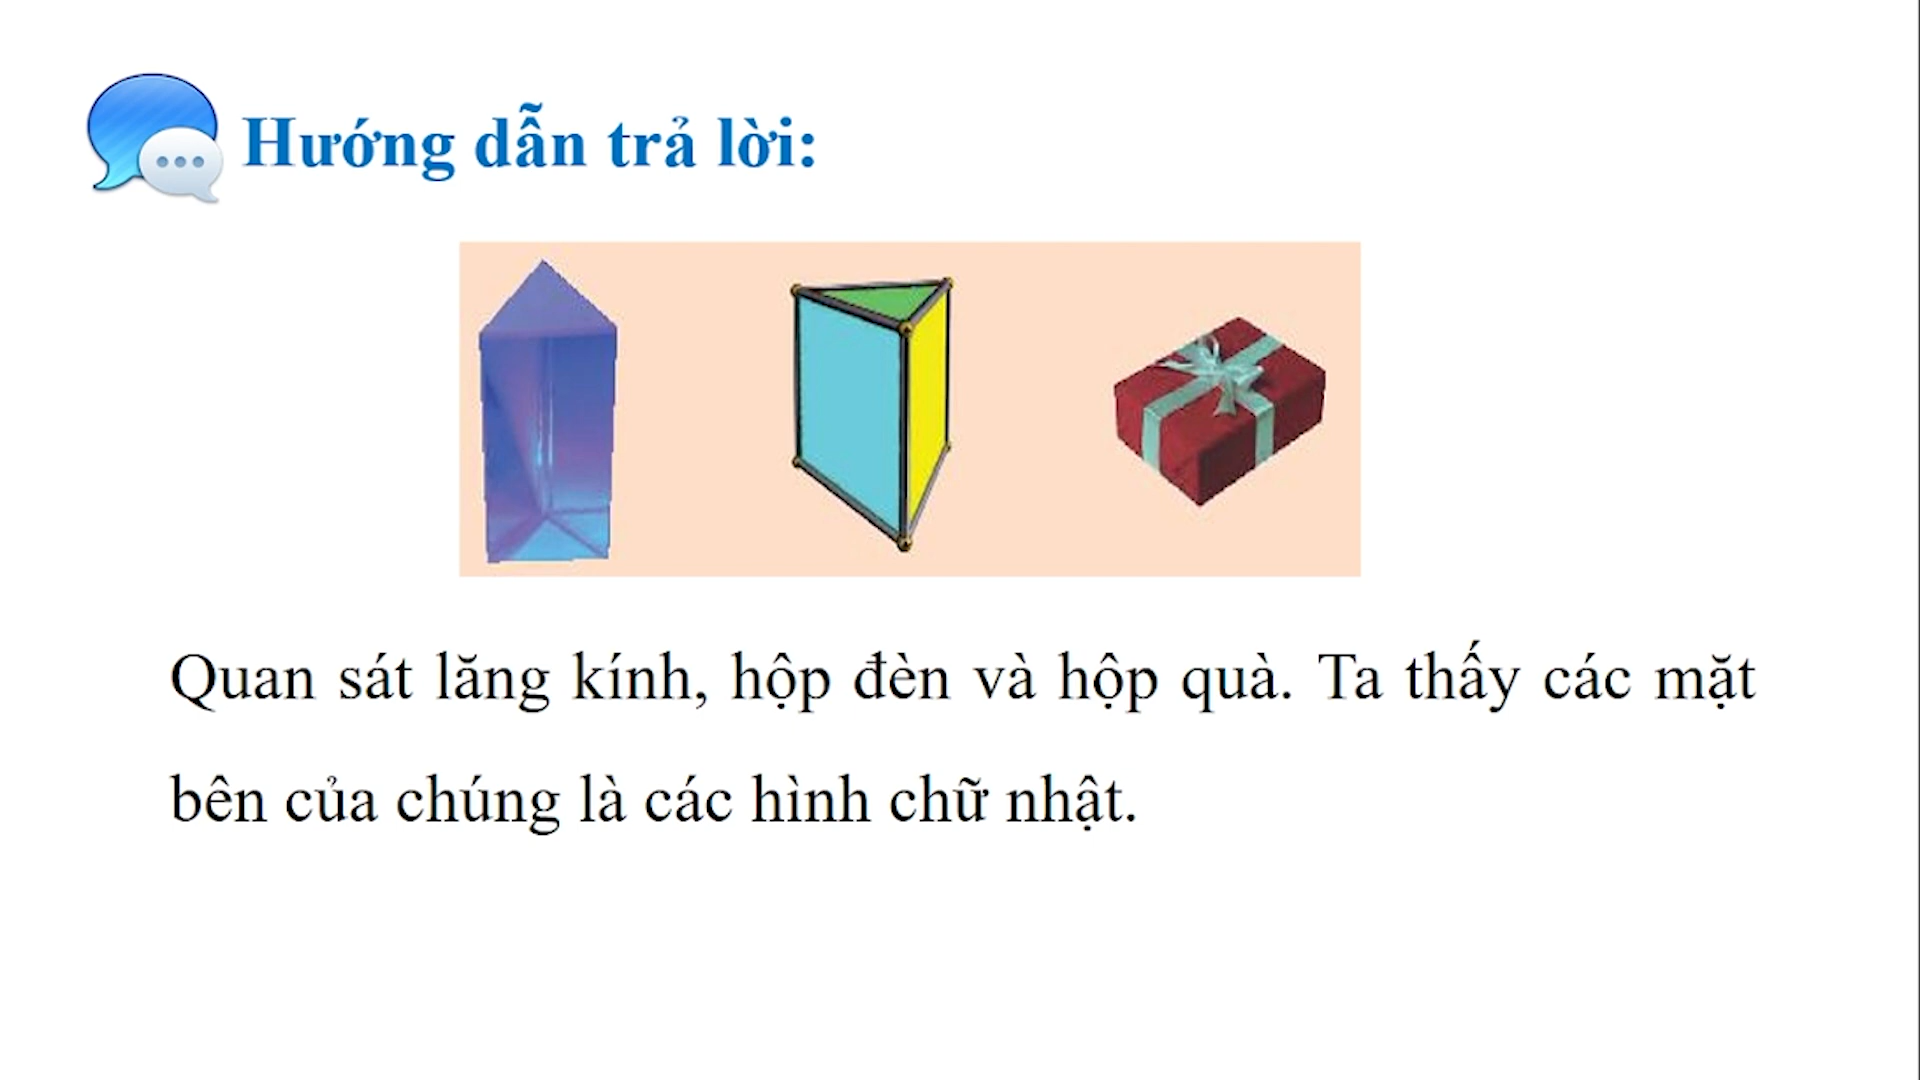 Hướng dẫn trả lời:
Quan sát lăng kính, hộp đèn và hộp quà. Ta thấy các mặt
bên của chúng là các hình chữ nhật.